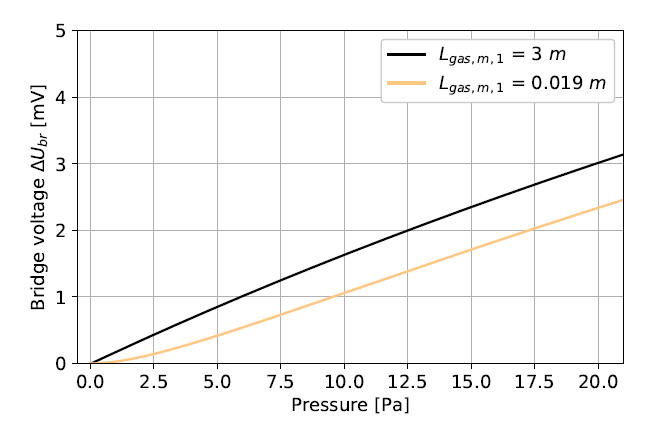 5
4
3
2
1
0
Bridge voltage ΔU_br [mV]
L_gas,m,1 = 3 m
L_gas,m,1 = 0.019 m
0.0 2.5 5.0 7.5 10.0 12.5 15.0 17.5 20.0
Pressure [Pa]